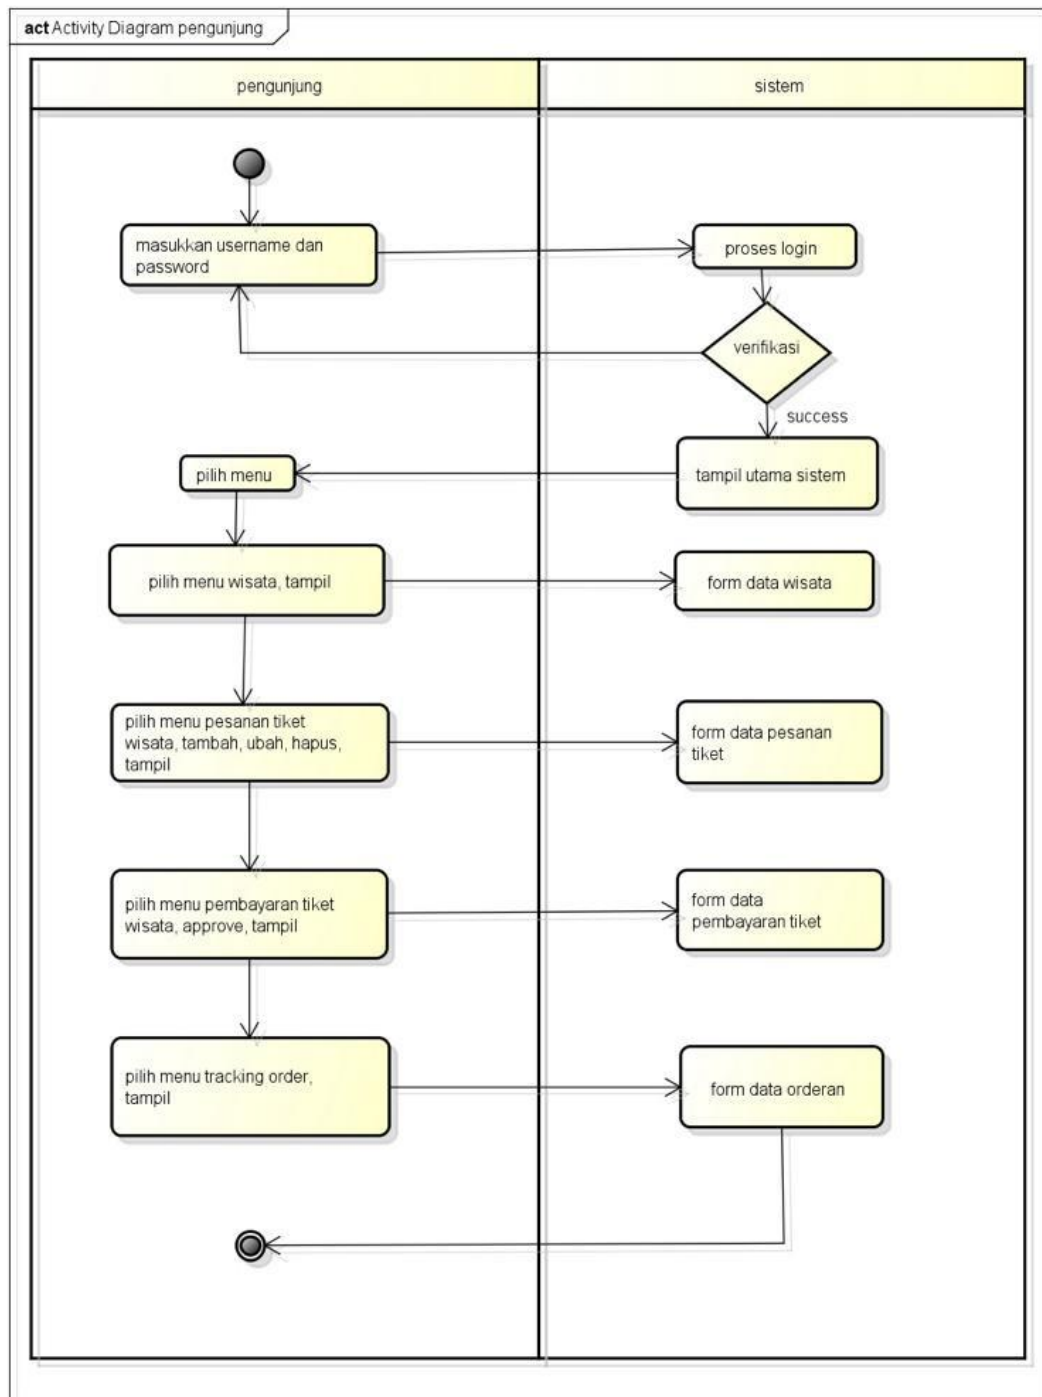 act Activity Diagram pengunjung
pengunjung
sistem
masukkan username dan
password
proses login
verifikasi
success
pilih menu
tampil utama sistem
pilih menu wisata, tampil
form data wisata
pilih menu pesanan tiket
wisata, tambah, ubah, hapus,
tampil
form data pesanan
tiket
pilih menu pembayaran tiket
wisata, approve, tampil
form data
pembayaran tiket
pilih menu tracking order,
tampil
form data orderan